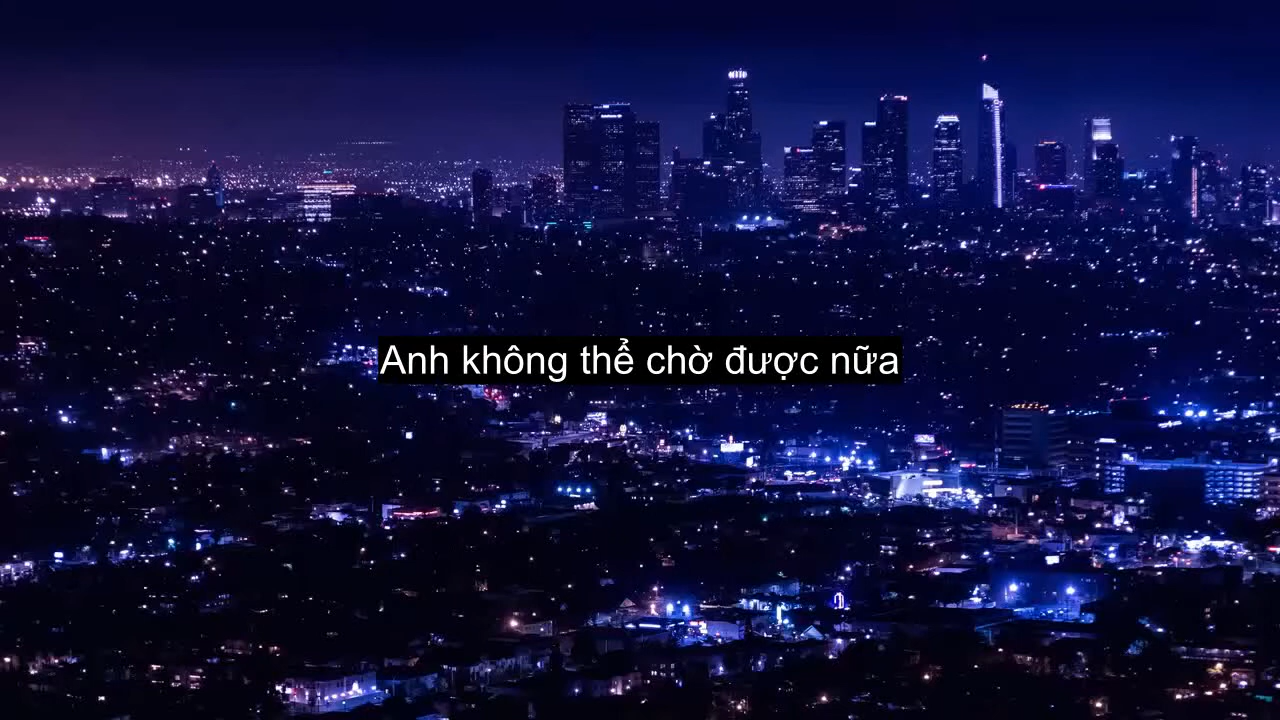 Anh không thể chờ được nữa